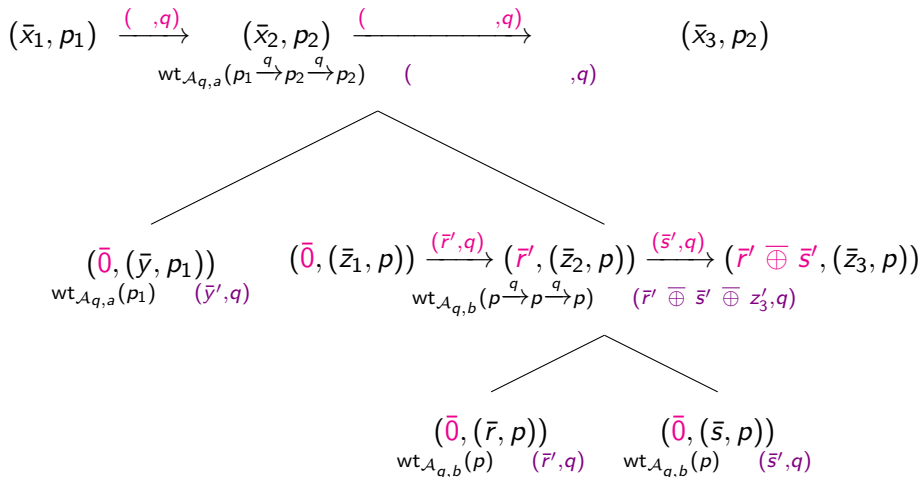 (x̄₁, p₁) —( ,q)→ (x̄₂, p₂) —( ,q)→ (x̄₃, p₂)
wt_{𝒜_{q,a}}(p₁ —q→ p₂ —q→ p₂) ( ,q)
(0̄, (ȳ, p₁)) (0̄, (z̄₁, p)) —(r̄′,q)→ (r̄′, (z̄₂, p)) —(s̄′,q)→ (r̄′ ⊕̅ s̄′, (z̄₃, p))
wt_{𝒜_{q,a}}(p₁) (ȳ′,q) wt_{𝒜_{q,b}}(p —q→ p —q→ p) (r̄′ ⊕̅ s̄′ ⊕̅ z₃′,q)
(0̄, (r̄, p)) (0̄, (s̄, p))
wt_{𝒜_{q,b}}(p) (r̄′,q) wt_{𝒜_{q,b}}(p) (s̄′,q)